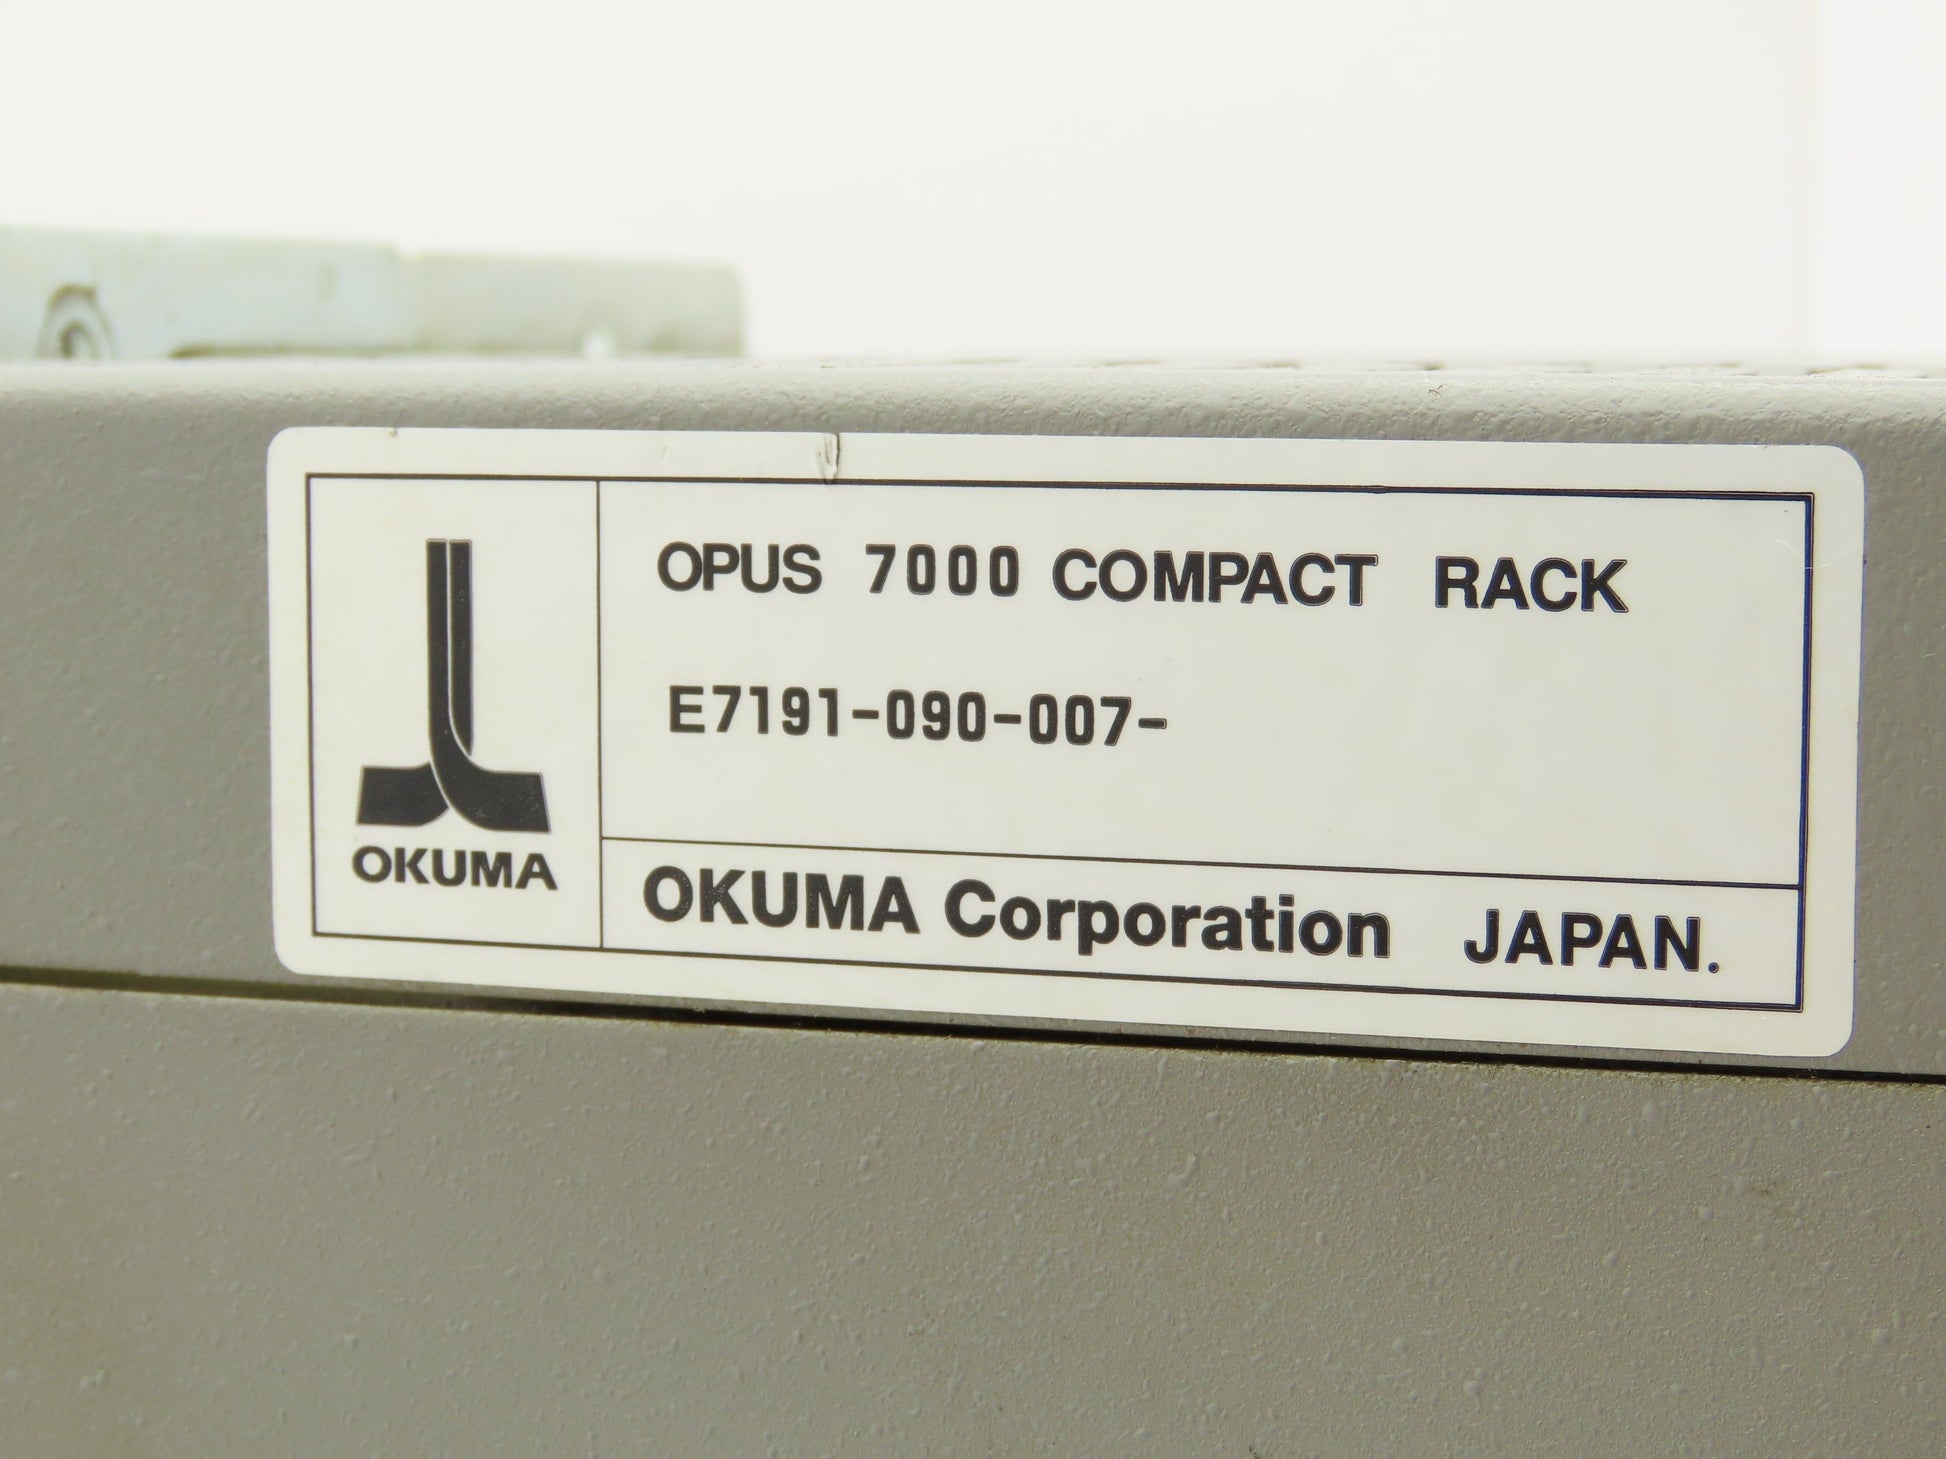 OPUS 7000 COMPACT RACK
E7191-090-007-
OKUMA
OKUMA Corporation JAPAN.